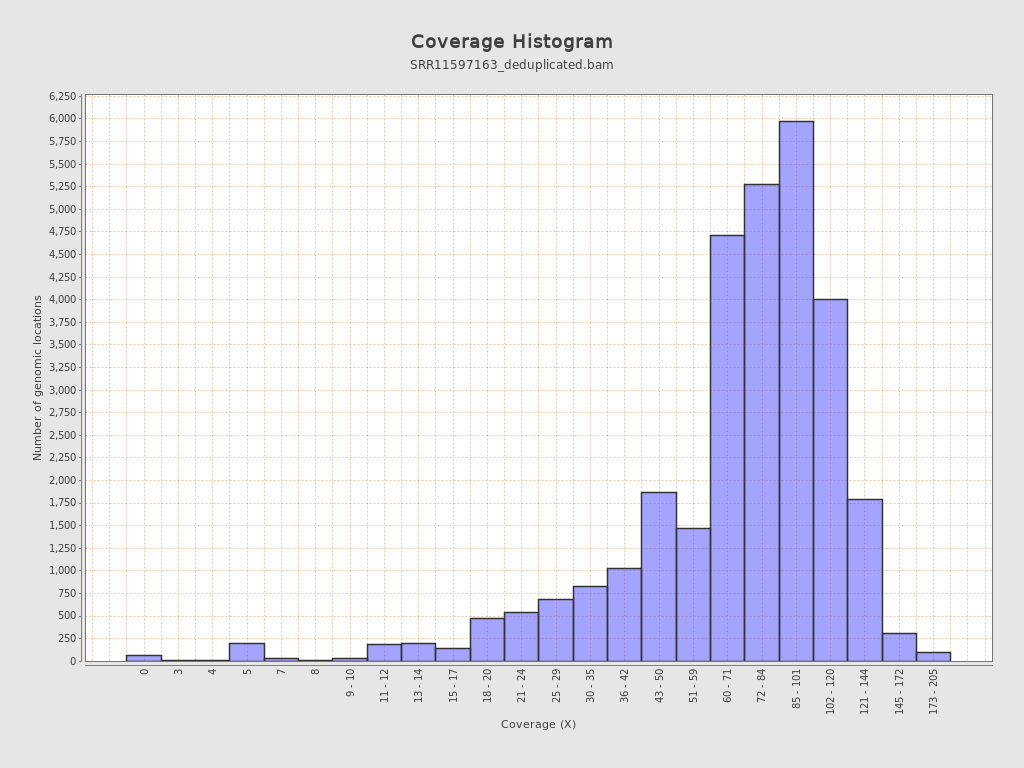 Coverage Histogram
SRR11597163_deduplicated.bam
6,250
6,000
5,750
5,500
5,250
5,000
4,750
4,500
4,250
4,000
3,750
3,500
3,250
3,000
2,750
2,500
2,250
2,000
1,750
1,500
1,250
1,000
750
500
250
0
Number of genomic locations
0
3
4
5
7
8
9 - 10
11 - 12
13 - 14
15 - 17
18 - 20
21 - 24
25 - 29
30 - 35
36 - 42
43 - 50
51 - 59
60 - 71
72 - 84
85 - 101
102 - 120
121 - 144
145 - 172
173 - 205
Coverage (X)